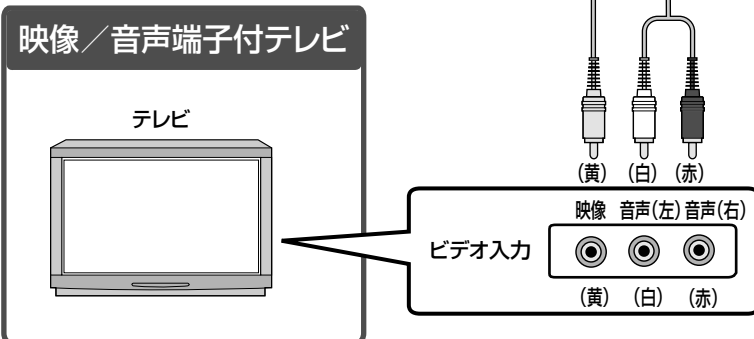 映像／音声端子付テレビ
テレビ
(黄) (白) (赤)
映像 音声(左) 音声(右)
ビデオ入力
(黄) (白) (赤)